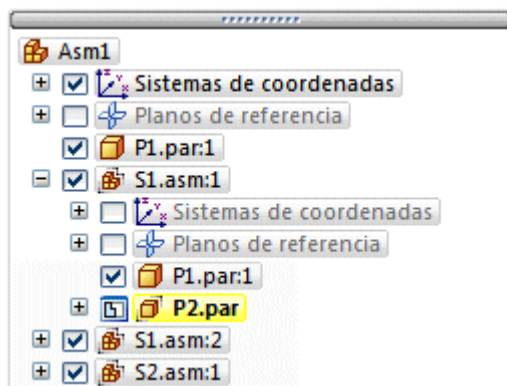 Asm1
Sistemas de coordenadas
Planos de referencia
P1.par:1
S1.asm:1
Sistemas de coordenadas
Planos de referencia
P1.par:1
P2.par
S1.asm:2
S2.asm:1